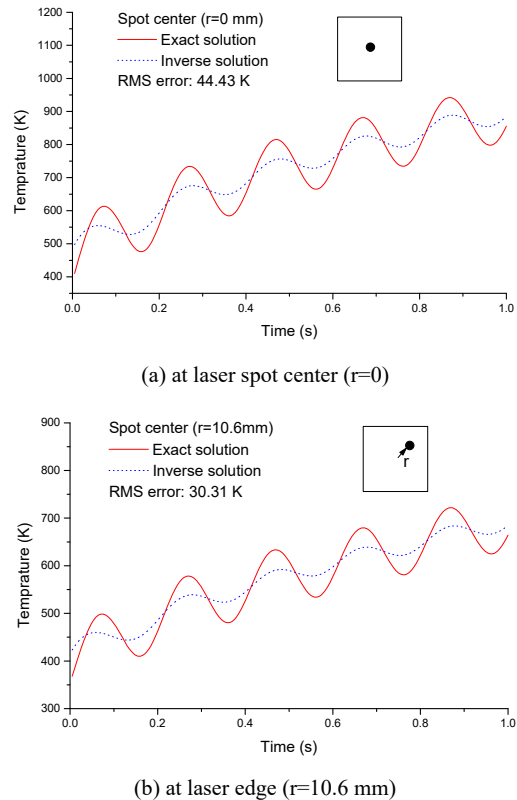 Spot center (r=0 mm)
Exact solution
Inverse solution
RMS error: 44.43 K
Temprature (K)
1200
1100
1000
900
800
700
600
500
400
0.0 0.2 0.4 0.6 0.8 1.0
Time (s)
(a) at laser spot center (r=0)
Spot center (r=10.6mm)
Exact solution
Inverse solution
RMS error: 30.31 K
r
Temprature (K)
900
800
700
600
500
400
300
0.0 0.2 0.4 0.6 0.8 1.0
Time (s)
(b) at laser edge (r=10.6 mm)